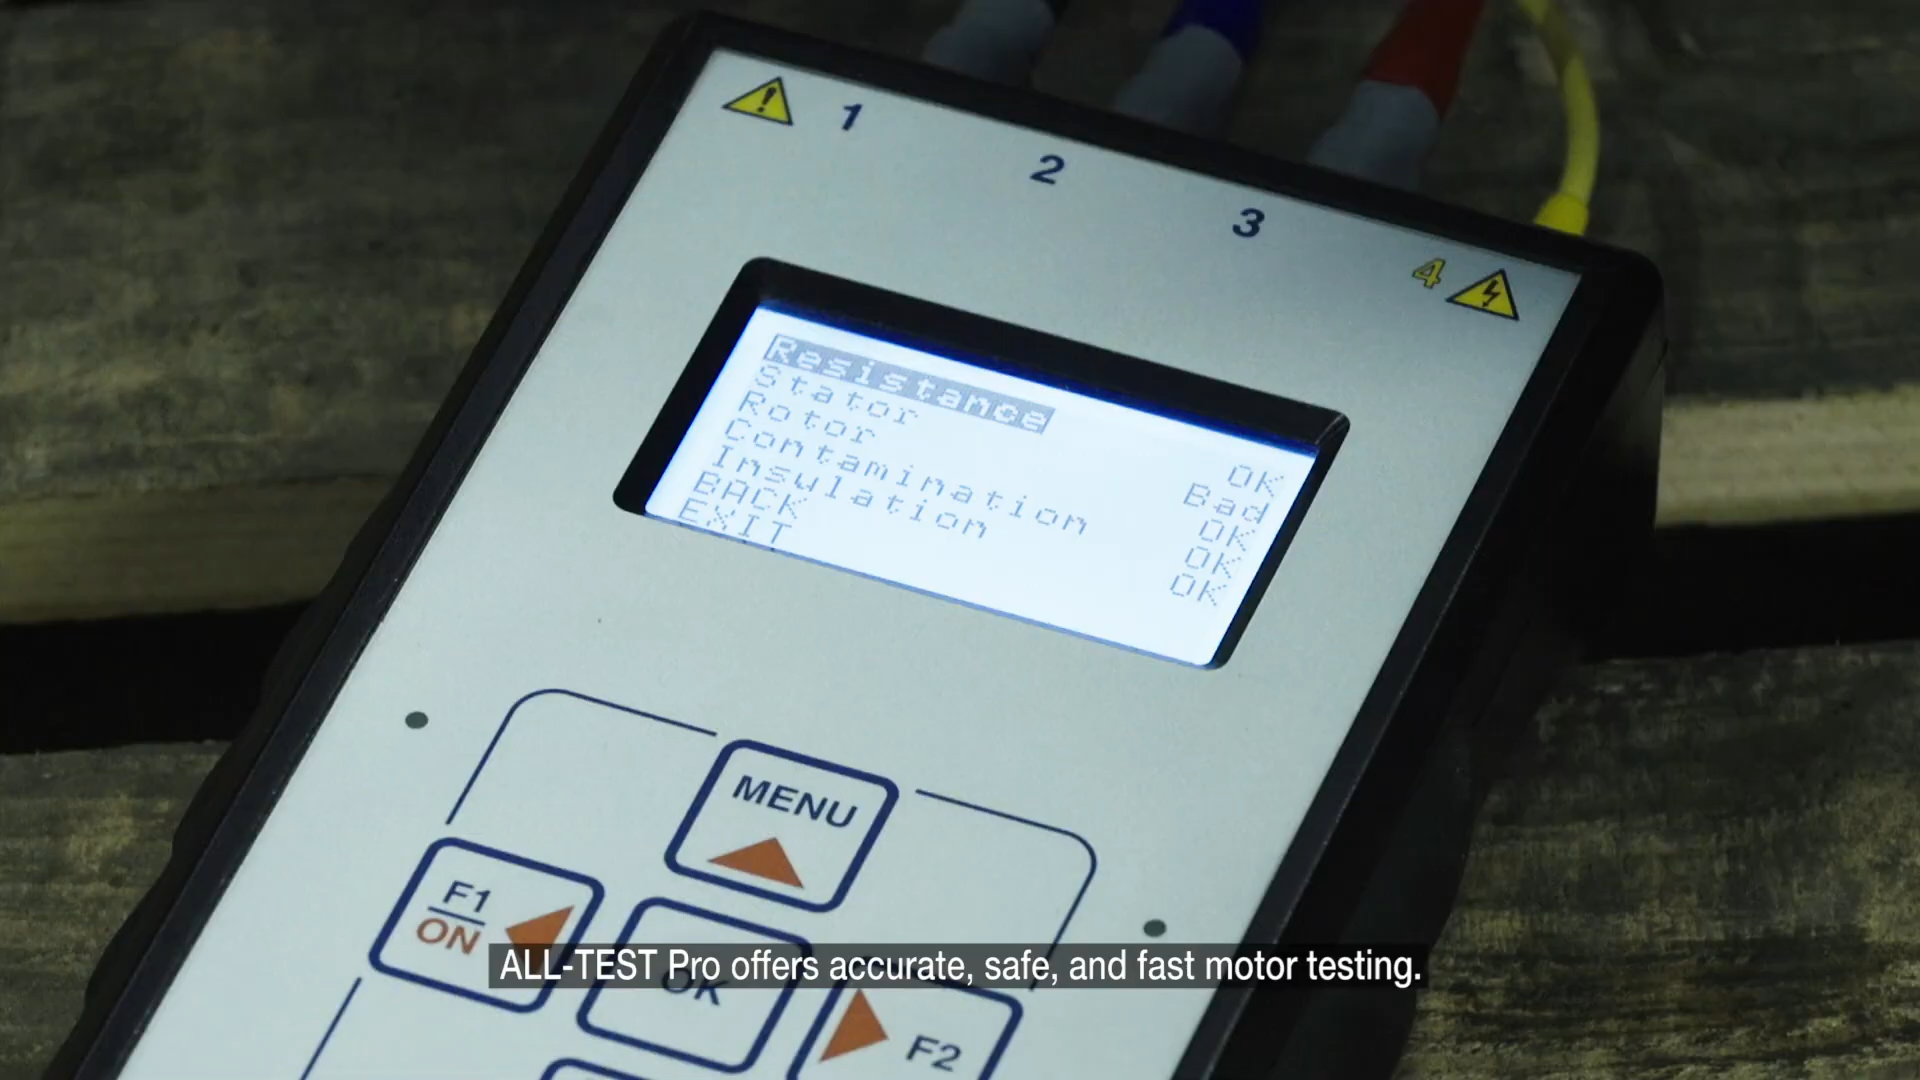 1
2
3
4
Resistance OK
Stator Bad
Rotor OK
Contamination OK
Insulation OK
BACK
EXIT
MENU
F1
ON
OK
F2
ALL-TEST Pro offers accurate, safe, and fast motor testing.